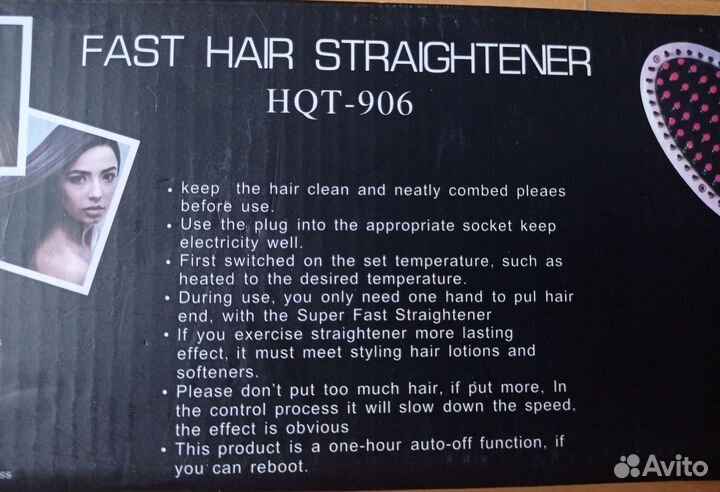 FAST HAIR STRAIGHTENER
HQT-906
• keep the hair clean and neatly combed pleaes
before use.
• Use the plug into the appropriate socket keep
electricity well.
• First switched on the set temperature, such as
heated to the desired temperature.
• During use, you only need one hand to pul hair
end, with the Super Fast Straightener
• If you exercise straightener more lasting
effect, it must meet styling hair lotions and
softeners.
• Please don't put too much hair, if put more, In
the control process it will slow down the speed,
the effect is obvious
• This product is a one-hour auto-off function, if
you can reboot.
Avito